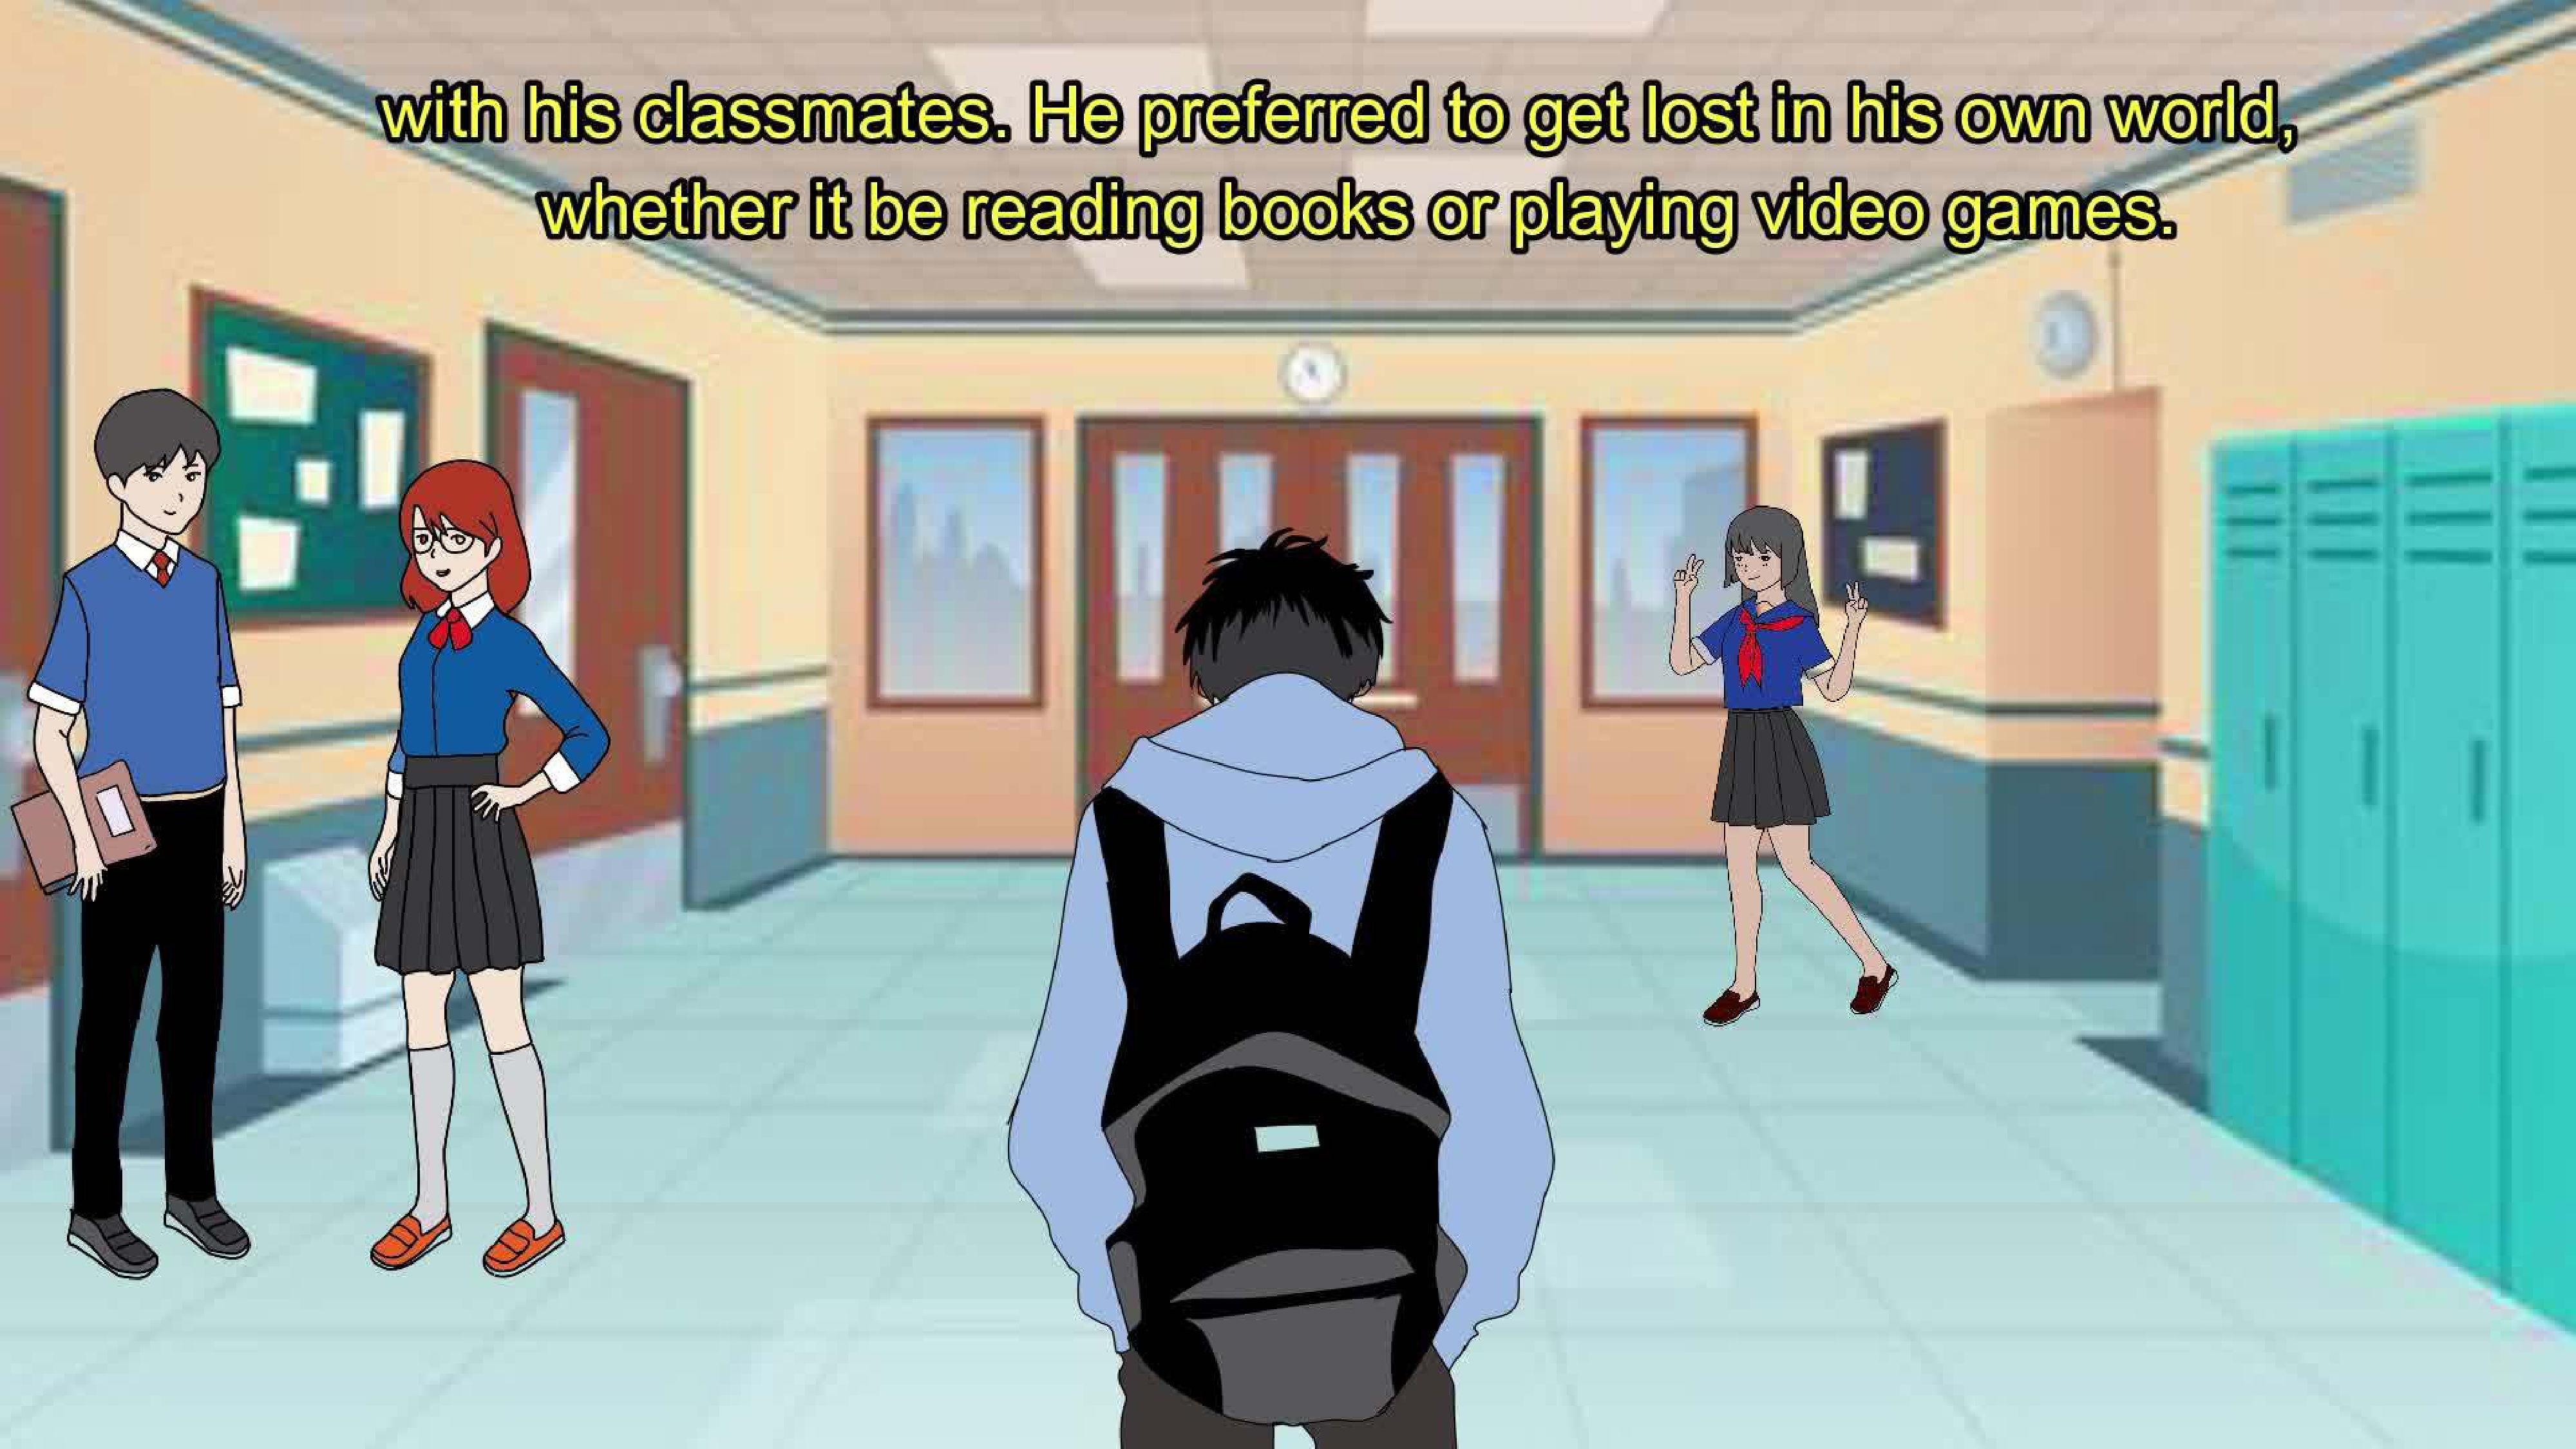 with his classmates. He preferred to get lost in his own world,
whether it be reading books or playing video games.